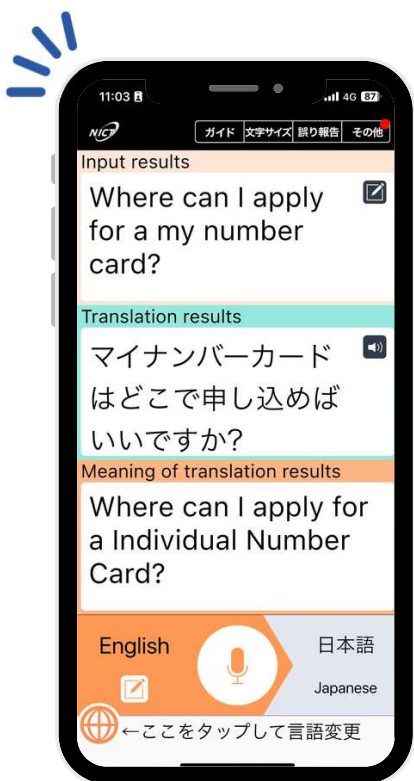 11:03 4G 87
NICT ガイド 文字サイズ 誤り報告 その他
Input results
Where can I apply
for a my number
card?
Translation results
マイナンバーカード
はどこで申し込めば
いいですか?
Meaning of translation results
Where can I apply for
a Individual Number
Card?
English 日本語
Japanese
←ここをタップして言語変更